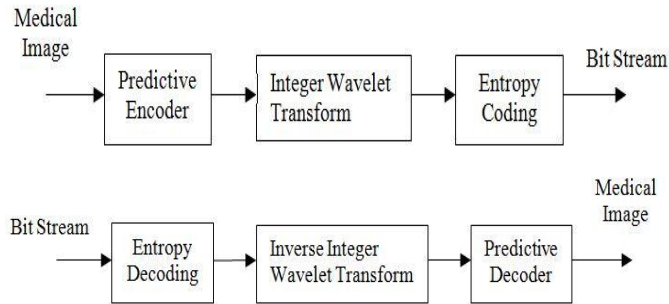 Medical
Image
Predictive
Encoder
Integer Wavelet
Transform
Entropy
Coding
Bit Stream
Bit Stream
Entropy
Decoding
Inverse Integer
Wavelet Transform
Predictive
Decoder
Medical
Image